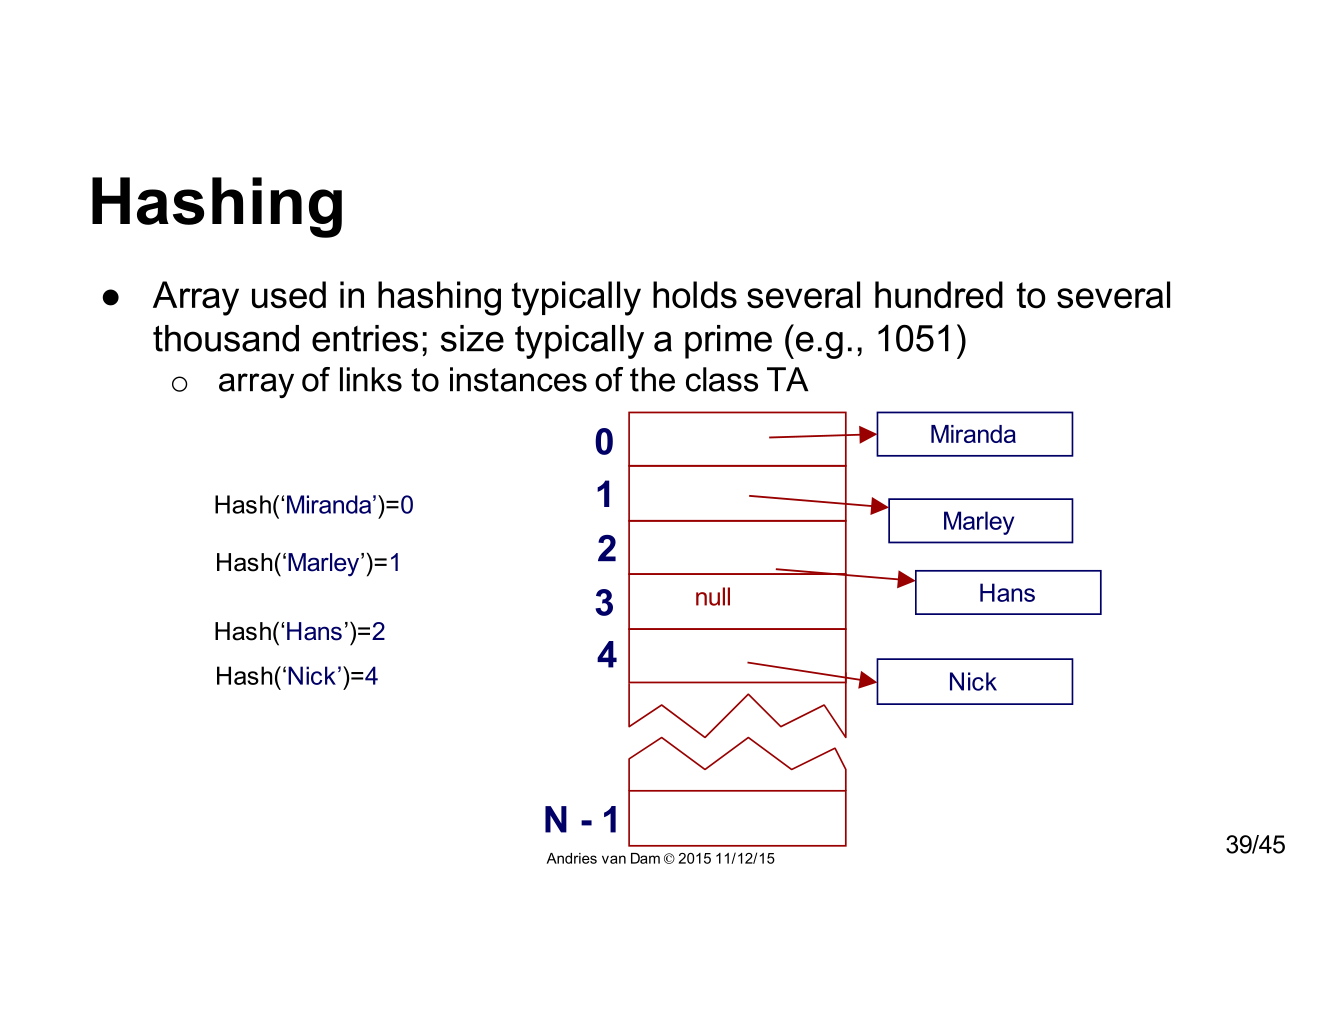 Hashing
● Array used in hashing typically holds several hundred to several
thousand entries; size typically a prime (e.g., 1051)
○ array of links to instances of the class TA
0
Miranda
Hash(‘Miranda’)=0
1
Marley
Hash(‘Marley’)=1
2
Hans
3
null
Hash(‘Hans’)=2
4
Hash(‘Nick’)=4
Nick
N - 1
Andries van Dam © 2015 11/12/15
39/45